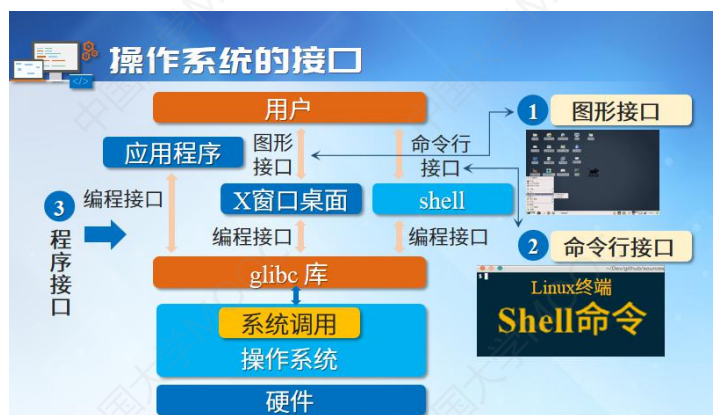 操作系统的接口
用户
1 图形接口
应用程序
图形
接口
命令行
接口
3
程序接口
编程接口
X窗口桌面
shell
编程接口
编程接口
2 命令行接口
glibc 库
~/Dev/github/sources
$
Linux终端
Shell命令
系统调用
操作系统
硬件